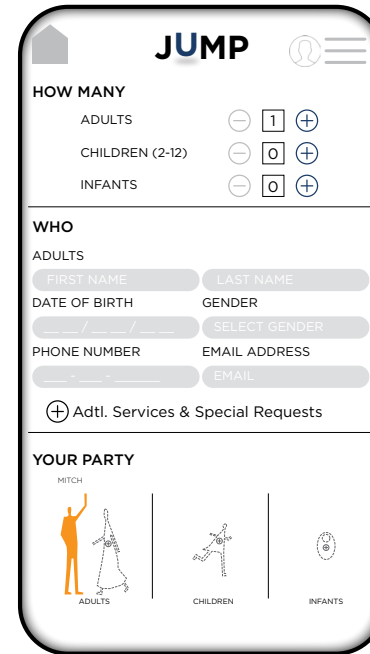 JUMP
HOW MANY
ADULTS 1
CHILDREN (2-12) 0
INFANTS 0
WHO
ADULTS
FIRST NAME LAST NAME
DATE OF BIRTH GENDER
__ __ / __ __ / __ __ SELECT GENDER
PHONE NUMBER EMAIL ADDRESS
___ - ___ - _____ EMAIL
Adtl. Services & Special Requests
YOUR PARTY
MITCH
ADULTS CHILDREN INFANTS